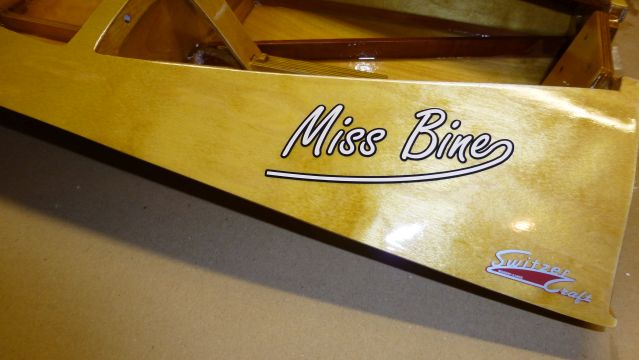 Miss Bine
Switzer
Craft